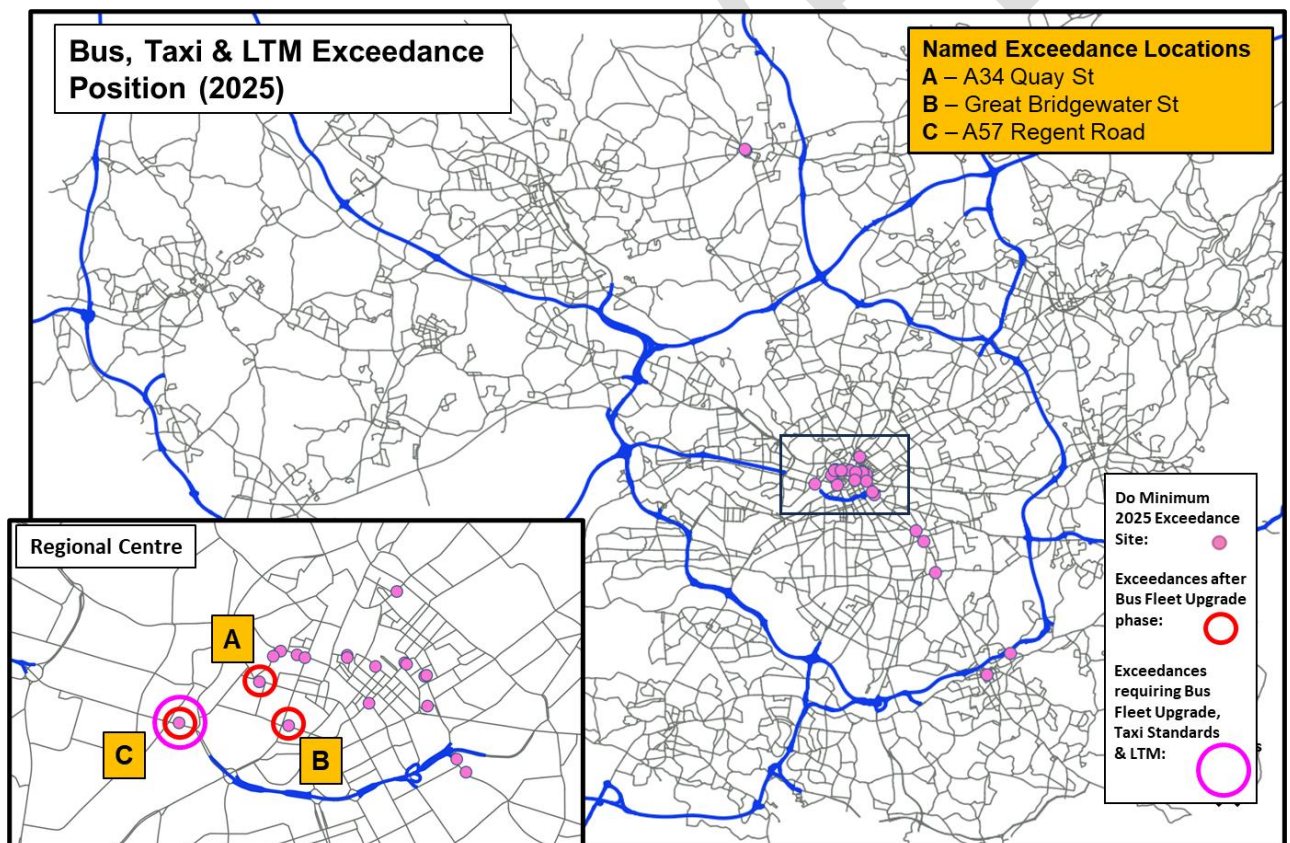 Bus, Taxi & LTM Exceedance
Position (2025)
Named Exceedance Locations
A – A34 Quay St
B – Great Bridgewater St
C – A57 Regent Road
Do Minimum
2025 Exceedance
Site:
Exceedances after
Bus Fleet Upgrade
phase:
Exceedances
requiring Bus
Fleet Upgrade,
Taxi Standards
& LTM:
s
Regional Centre
A
B
C